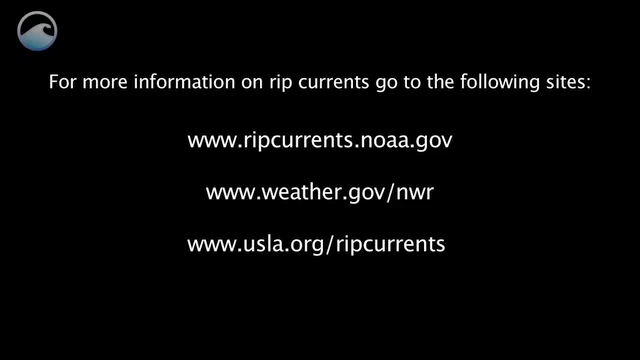 For more information on rip currents go to the following sites:
www.ripcurrents.noaa.gov
www.weather.gov/nwr
www.usla.org/ripcurrents